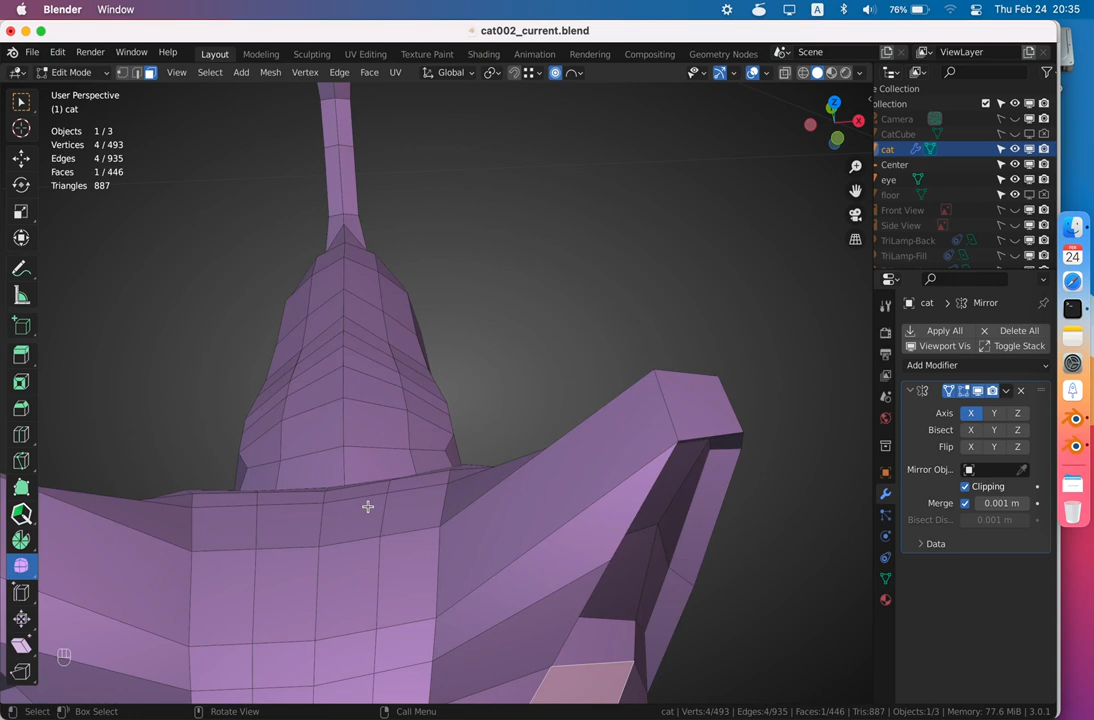 Blender Window 76% A Thu Feb 24 20:35
cat002_current.blend
File Edit Render Window Help Layout Modeling Sculpting UV Editing Texture Paint Shading Animation Rendering Compositing Geometry Nodes Scene ViewLayer
Edit Mode View Select Add Mesh Vertex Edge Face UV Global
User Perspective
(1) cat
Objects 1/3
Vertices 4/493
Edges 4/935
Faces 1/446
Triangles 887
Z
X
e Collection
ollection
Camera
CatCube
cat
Center
eye
floor
Front View
Side View
TriLamp-Back
TriLamp-Fill
cat > Mirror
Apply All Delete All
Viewport Vis Toggle Stack
Add Modifier
Axis X Y Z
Bisect X Y Z
Flip X Y Z
Mirror Obj..
Clipping
Merge 0.001 m
Bisect Dis... 0.001 m
Data
FEB
24
Select Box Select Rotate View Call Menu cat | Verts:4/493 | Edges:4/935 | Faces:1/446 | Tris:887 | Objects:1/3 | Memory: 77.6 MiB | 3.0.1